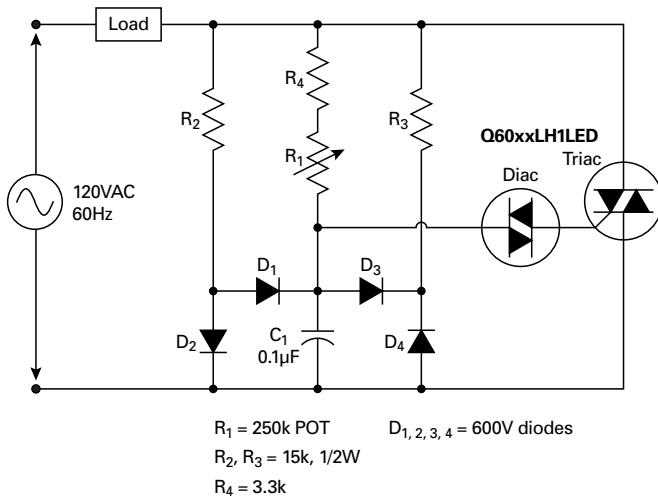 Load
R4
R2
R3
R1
Q60xxLH1LED
Triac
Diac
120VAC
60Hz
D1
D3
D2
C1
0.1μF
D4
R1 = 250k POT
D1, 2, 3, 4 = 600V diodes
R2, R3 = 15k, 1/2W
R4 = 3.3k